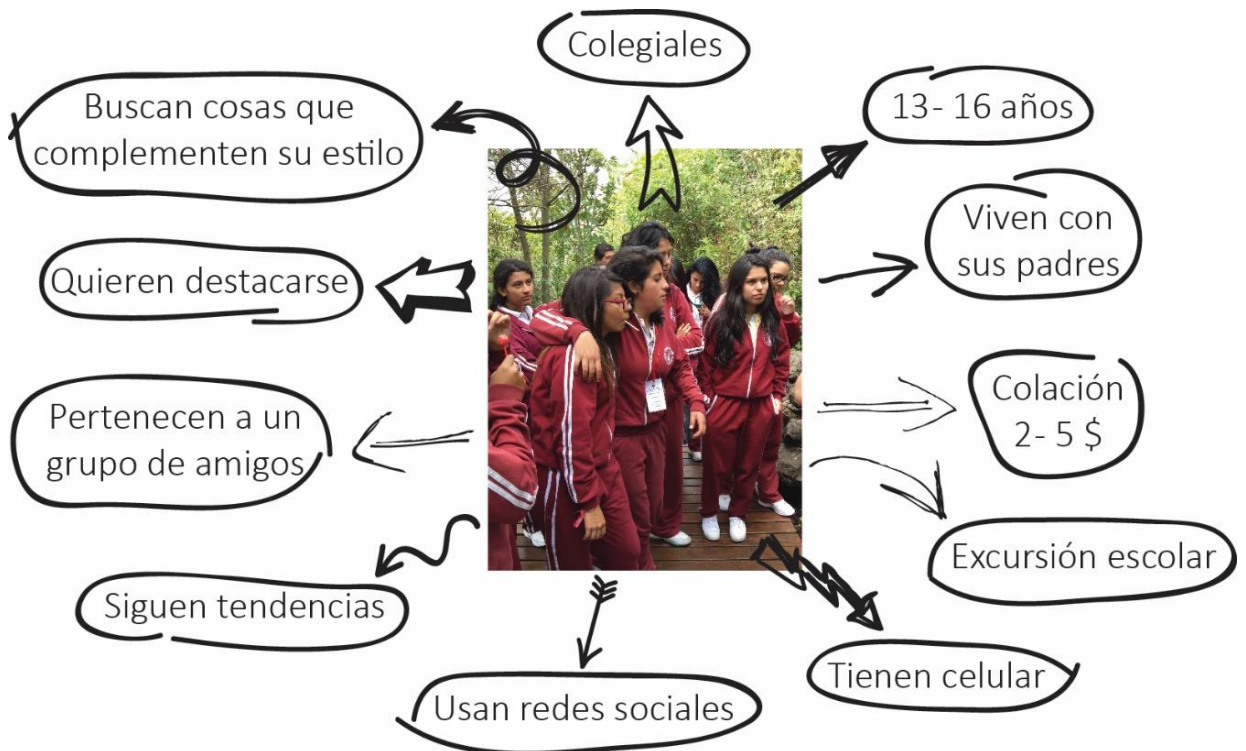 Colegiales
13- 16 años
Viven con
sus padres
Colación
2- 5 $
Excursión escolar
Tienen celular
Usan redes sociales
Siguen tendencias
Pertenecen a un
grupo de amigos
Quieren destacarse
Buscan cosas que
complementen su estilo